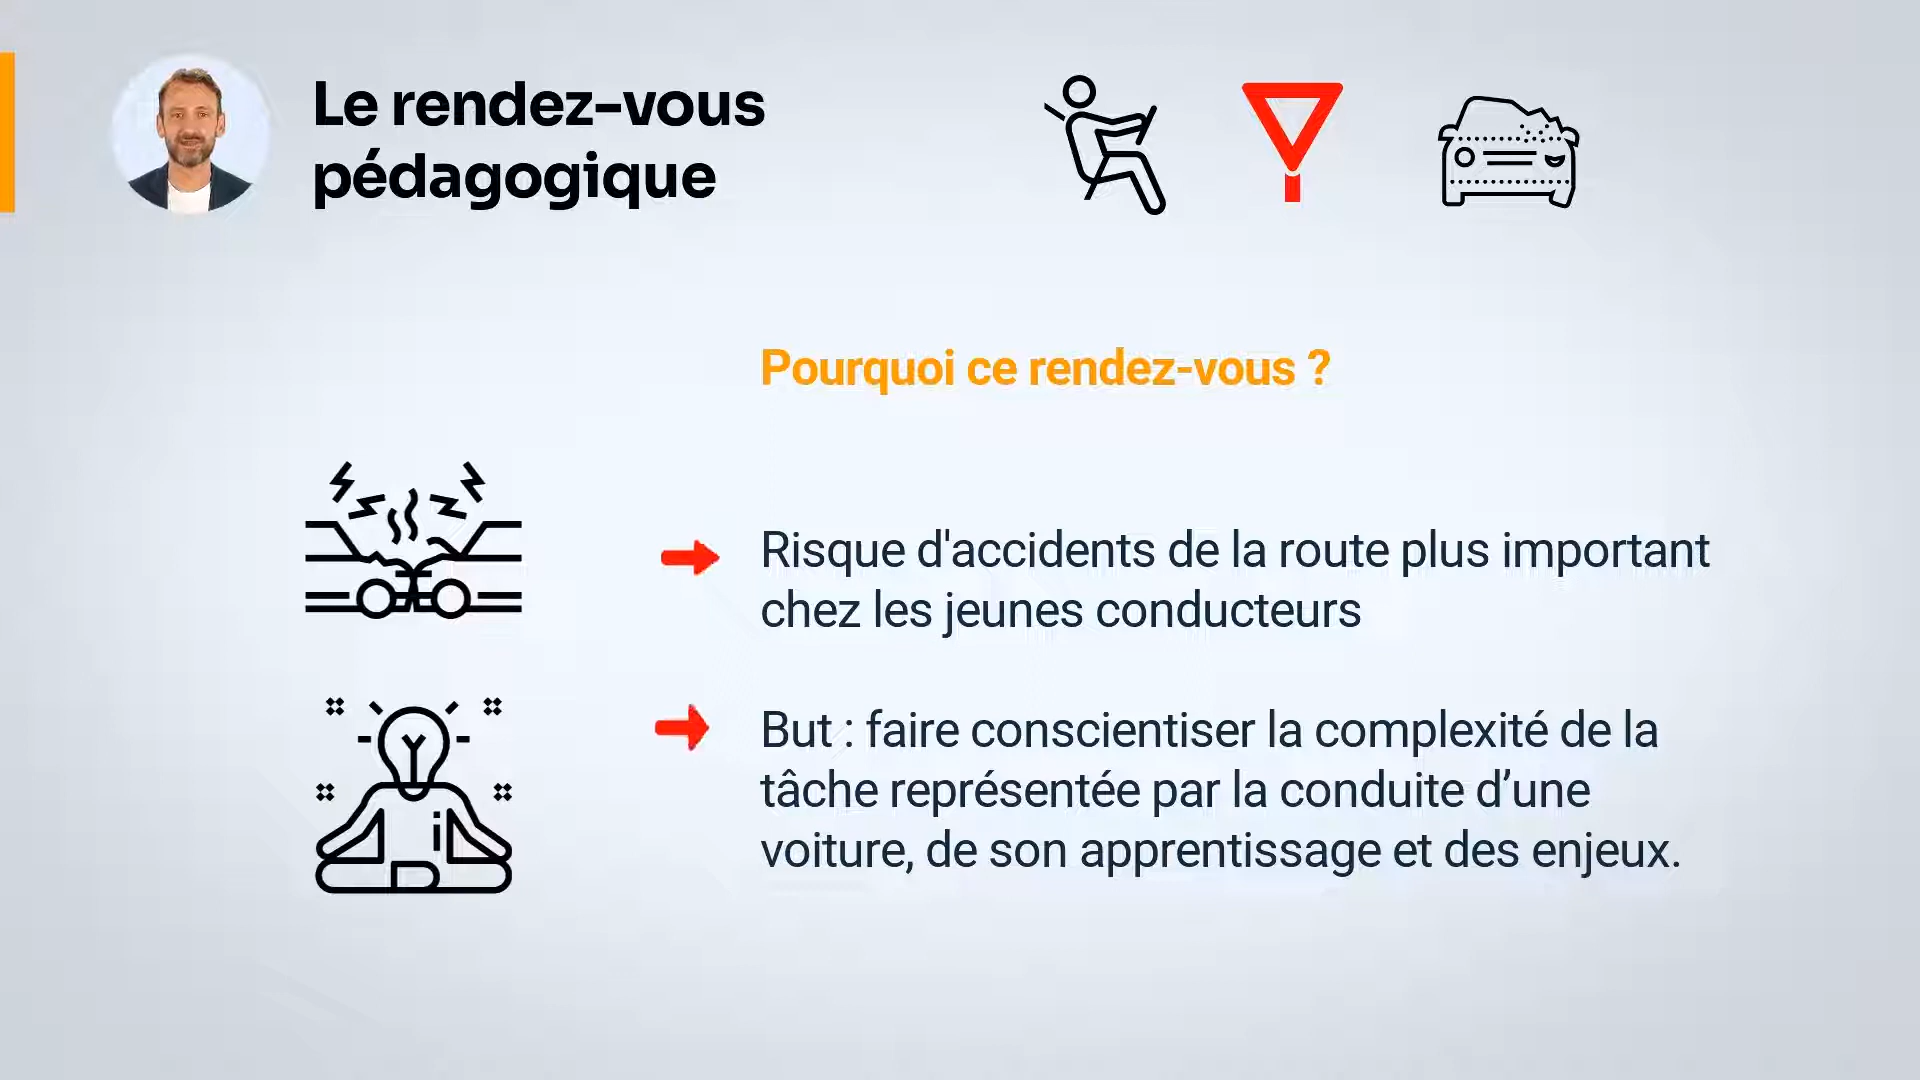 Le rendez-vous
pédagogique
Pourquoi ce rendez-vous ?
Risque d'accidents de la route plus important
chez les jeunes conducteurs
But : faire conscientiser la complexité de la
tâche représentée par la conduite d’une
voiture, de son apprentissage et des enjeux.